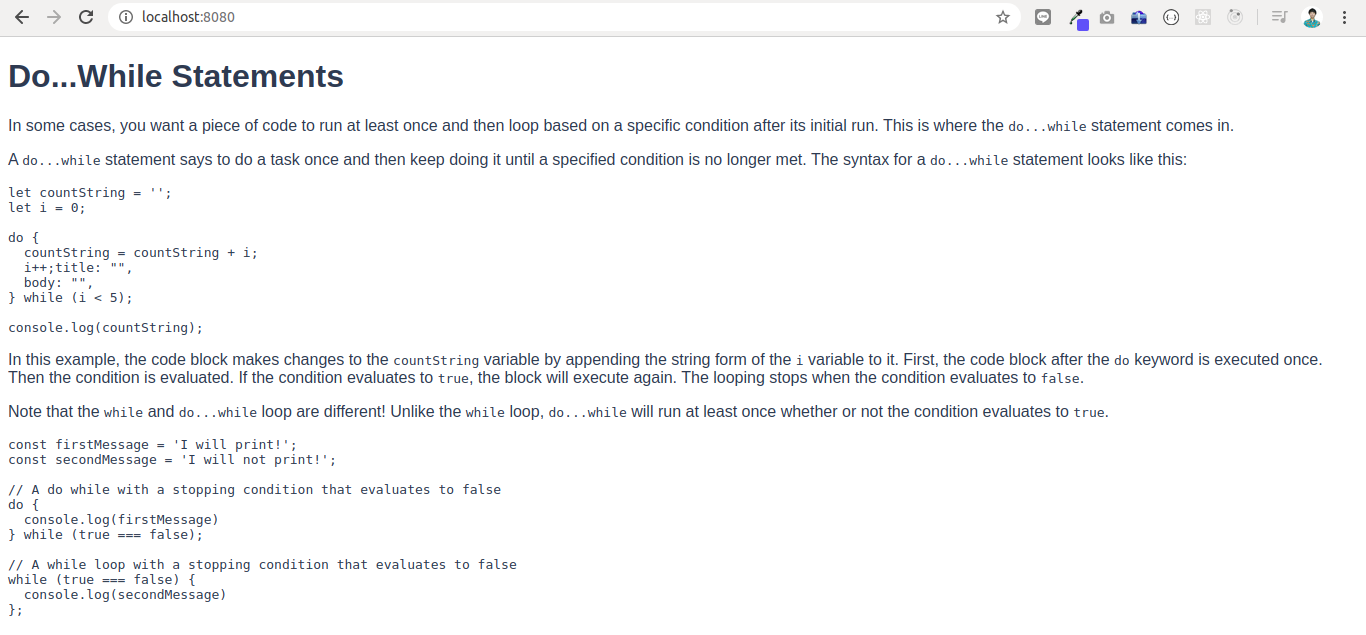 localhost:8080
Do...While Statements
In some cases, you want a piece of code to run at least once and then loop based on a specific condition after its initial run. This is where the do...while statement comes in.
A do...while statement says to do a task once and then keep doing it until a specified condition is no longer met. The syntax for a do...while statement looks like this:
let countString = '';
let i = 0;
do {
  countString = countString + i;
  i++;title: "",
  body: "",
} while (i < 5);
console.log(countString);
In this example, the code block makes changes to the countString variable by appending the string form of the i variable to it. First, the code block after the do keyword is executed once.
Then the condition is evaluated. If the condition evaluates to true, the block will execute again. The looping stops when the condition evaluates to false.
Note that the while and do...while loop are different! Unlike the while loop, do...while will run at least once whether or not the condition evaluates to true.
const firstMessage = 'I will print!';
const secondMessage = 'I will not print!';
// A do while with a stopping condition that evaluates to false
do {
  console.log(firstMessage)
} while (true === false);
// A while loop with a stopping condition that evaluates to false
while (true === false) {
  console.log(secondMessage)
};